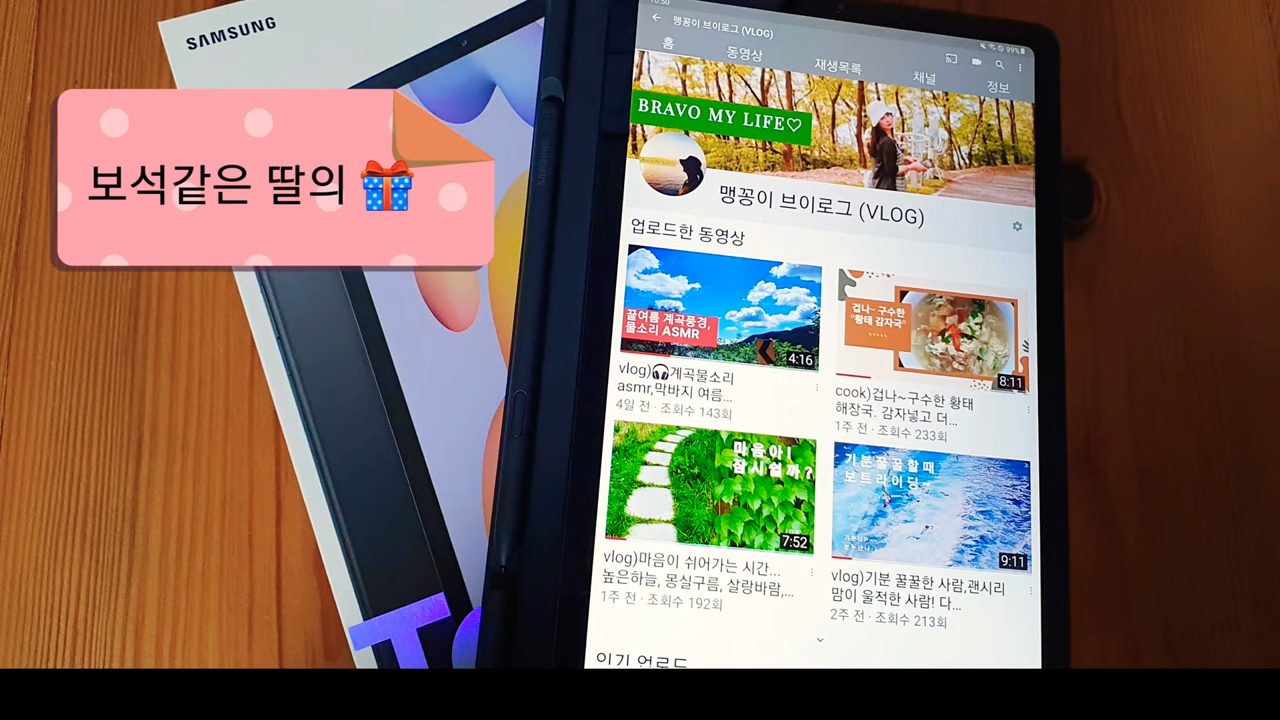 SAMSUNG
보석같은 딸의
10:50
99%
맹꽁이 브이로그 (VLOG)
홈 동영상 재생목록 채널 정보
BRAVO MY LIFE♡
맹꽁이 브이로그 (VLOG)
업로드한 동영상
끝여름 계곡풍경,
물소리 ASMR
4:16
vlog)🎧계곡물소리
asmr,막바지 여름...
4일 전 · 조회수 143회
겁나~ 구수한
황태 감자국
8:11
cook)겁나~구수한 황태
해장국. 감자넣고 더...
1주 전 · 조회수 233회
마음아!
잠시쉴까?
7:52
vlog)마음이 쉬어가는 시간...
높은하늘, 몽실구름, 살랑바람,...
1주 전 · 조회수 192회
기분꿀꿀할때
보트라이딩~
9:11
vlog)기분 꿀꿀한 사람,괜시리
맘이 울적한 사람! 다...
2주 전 · 조회수 213회
인기 업로드